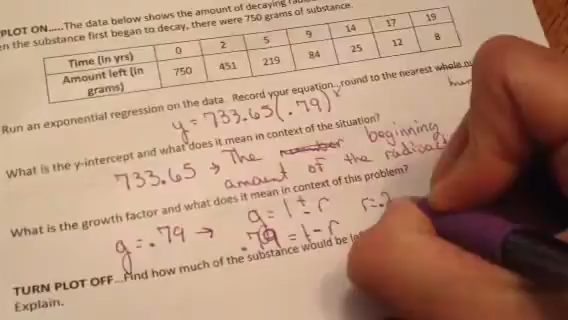 PLOT ON.....The data below shows the amount of decaying
en the substance first began to decay, there were 750 grams of substance.
Time (in yrs) 0 2 5 9 14 17 19
Amount left (in grams) 750 451 219 84 25 12 8
Run an exponential regression on the data. Record your equation...round to the nearest whole
y = 733.65(.79)^x
What is the y-intercept and what does it mean in context of the situation?
733.65 → The beginning
amount of the
What is the growth factor and what does it mean in context of this problem?
g = 1 ± r
g = .79 → .79 = 1 - r r = .2
TURN PLOT OFF...Find how much of the substance would be
Explain.